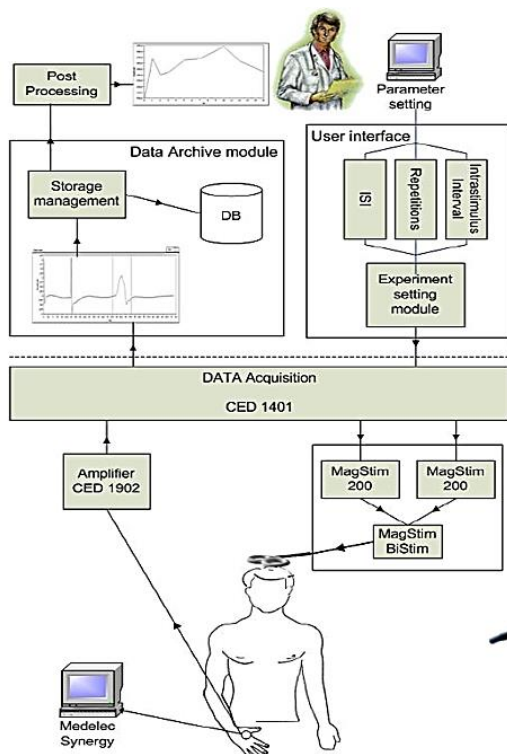 Post
Processing
Parameter
setting
Data Archive module
Storage
management
DB
User interface
ISI
Repetitions
Intrastimulus
Interval
Experiment
setting
module
DATA Acquisition
CED 1401
Amplifier
CED 1902
MagStim
200
MagStim
200
MagStim
BiStim
Medelec
Synergy